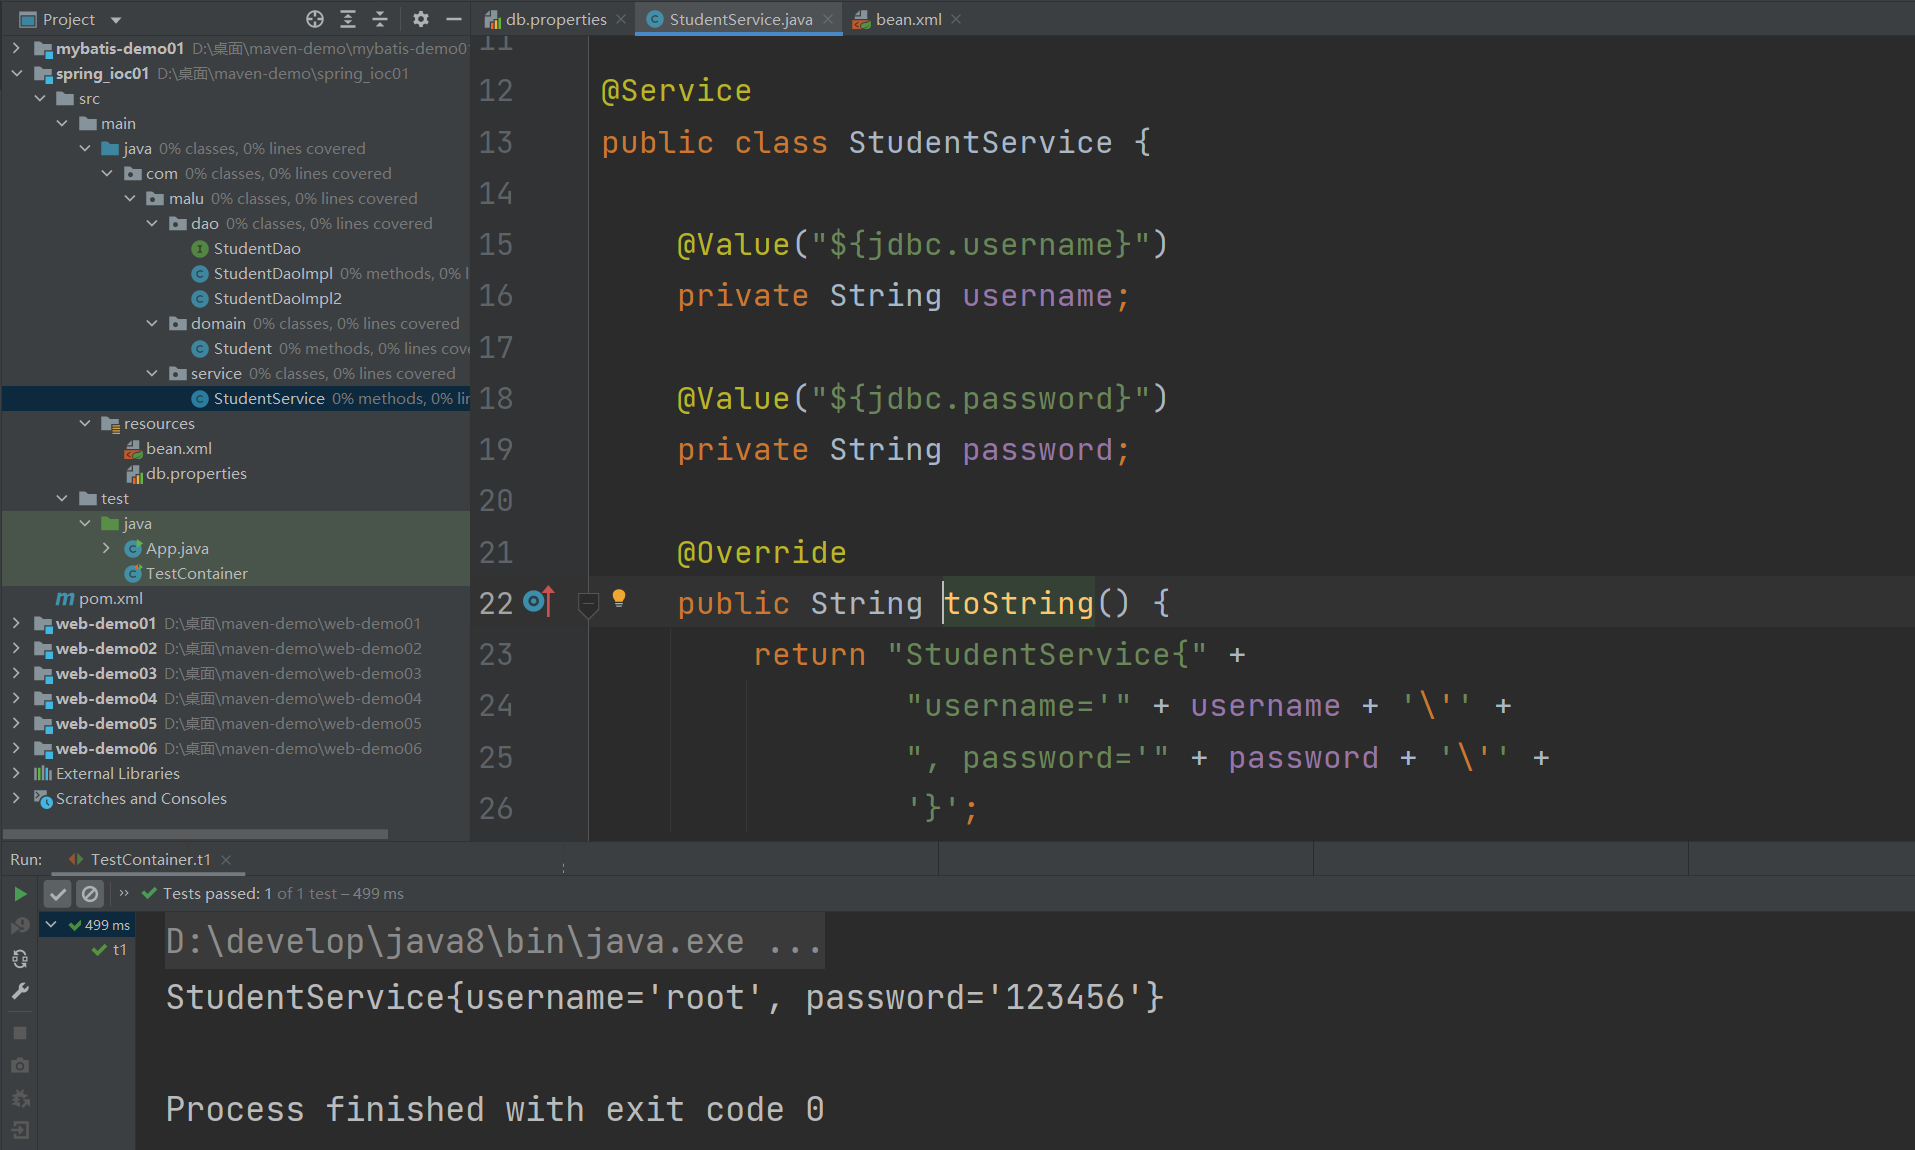 Project
db.properties
StudentService.java
bean.xml
mybatis-demo01 D:\桌面\maven-demo\mybatis-demo01
spring_ioc01 D:\桌面\maven-demo\spring_ioc01
src
main
java 0% classes, 0% lines covered
com 0% classes, 0% lines covered
malu 0% classes, 0% lines covered
dao 0% classes, 0% lines covered
StudentDao
StudentDaoImpl 0% methods, 0% l
StudentDaoImpl2
domain 0% classes, 0% lines covered
Student 0% methods, 0% lines cove
service 0% classes, 0% lines covered
StudentService 0% methods, 0% lin
resources
bean.xml
db.properties
test
java
App.java
TestContainer
pom.xml
web-demo01 D:\桌面\maven-demo\web-demo01
web-demo02 D:\桌面\maven-demo\web-demo02
web-demo03 D:\桌面\maven-demo\web-demo03
web-demo04 D:\桌面\maven-demo\web-demo04
web-demo05 D:\桌面\maven-demo\web-demo05
web-demo06 D:\桌面\maven-demo\web-demo06
External Libraries
Scratches and Consoles
11
12 @Service
13 public class StudentService {
14
15 @Value("${jdbc.username}")
16 private String username;
17
18 @Value("${jdbc.password}")
19 private String password;
20
21 @Override
22 public String toString() {
23 return "StudentService{" +
24 "username='" + username + '\'' +
25 ", password='" + password + '\'' +
26 '}';
Run: TestContainer.t1
» Tests passed: 1 of 1 test – 499 ms
499 ms
t1
D:\develop\java8\bin\java.exe ...
StudentService{username='root', password='123456'}
Process finished with exit code 0